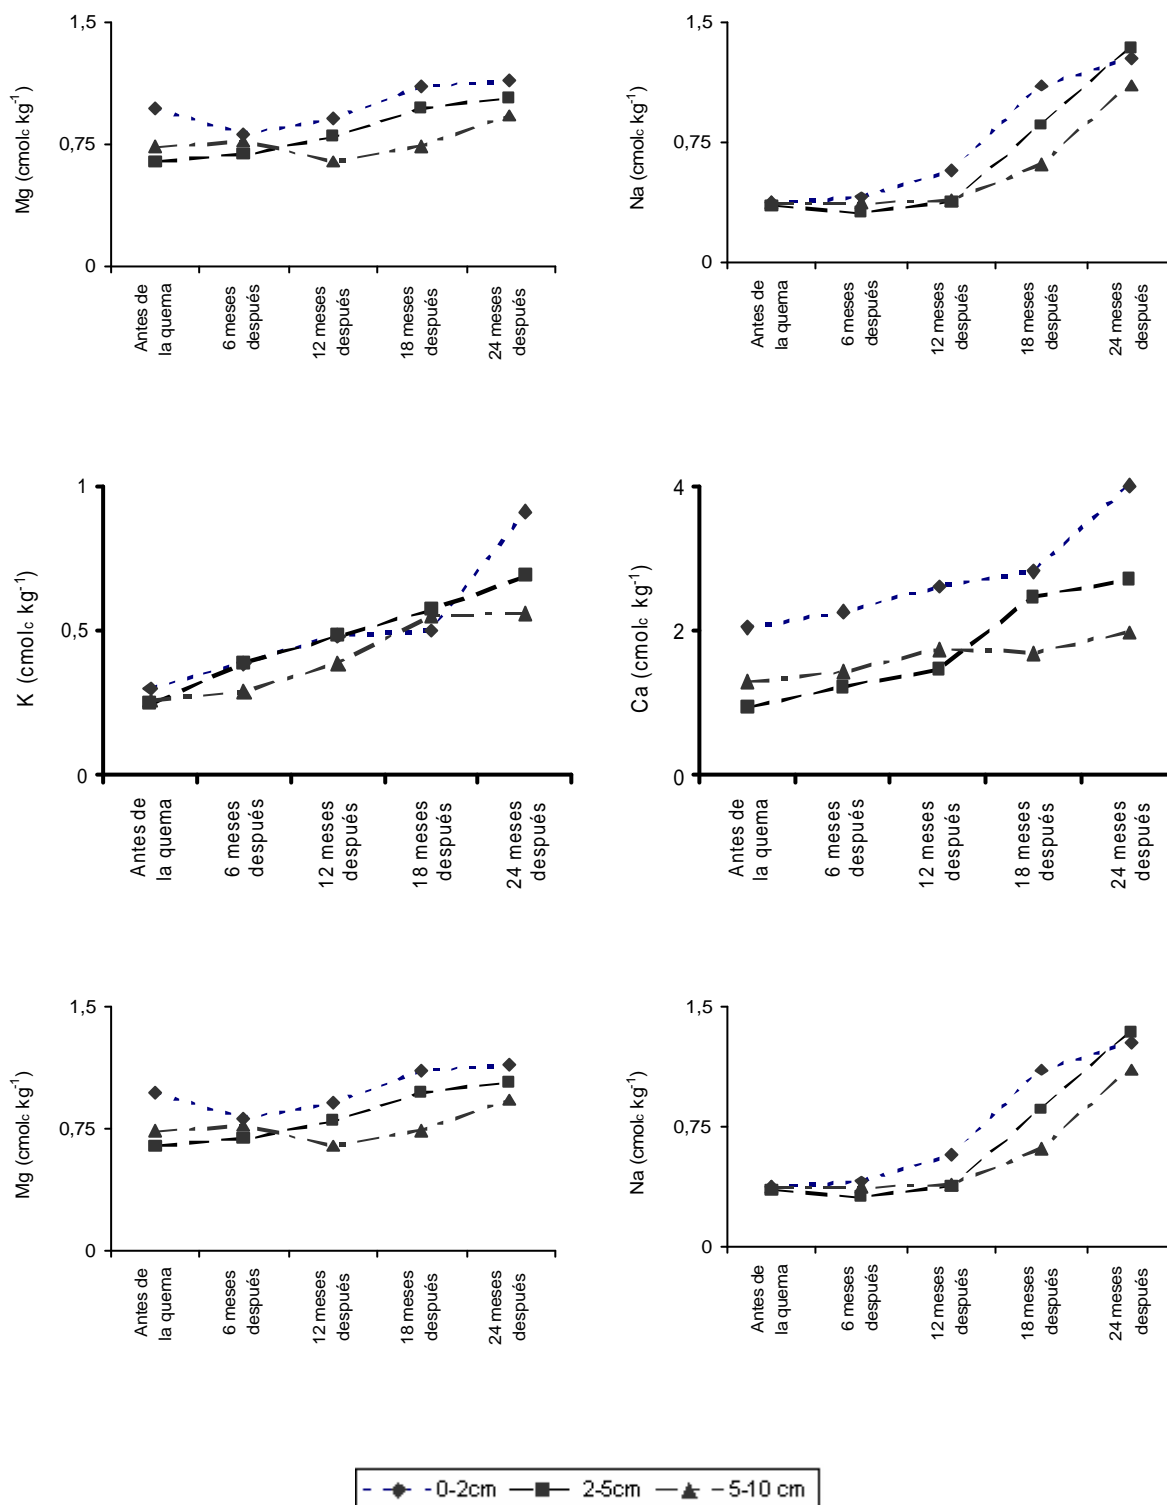 1,5
0,75
0
Mg (cmolc kg-1)
Antes de
la quema
6 meses
después
12 meses
después
18 meses
después
24 meses
después
1,5
0,75
0
Na (cmolc kg-1)
Antes de
la quema
6 meses
después
12 meses
después
18 meses
después
24 meses
después
1
0,5
0
K (cmolc kg-1)
Antes de
la quema
6 meses
después
12 meses
después
18 meses
después
24 meses
después
4
2
0
Ca (cmolc kg-1)
Antes de
la quema
6 meses
después
12 meses
después
18 meses
después
24 meses
después
1,5
0,75
0
Mg (cmolc kg-1)
Antes de
la quema
6 meses
después
12 meses
después
18 meses
después
24 meses
después
1,5
0,75
0
Na (cmolc kg-1)
Antes de
la quema
6 meses
después
12 meses
después
18 meses
después
24 meses
después
0-2cm 2-5cm 5-10 cm